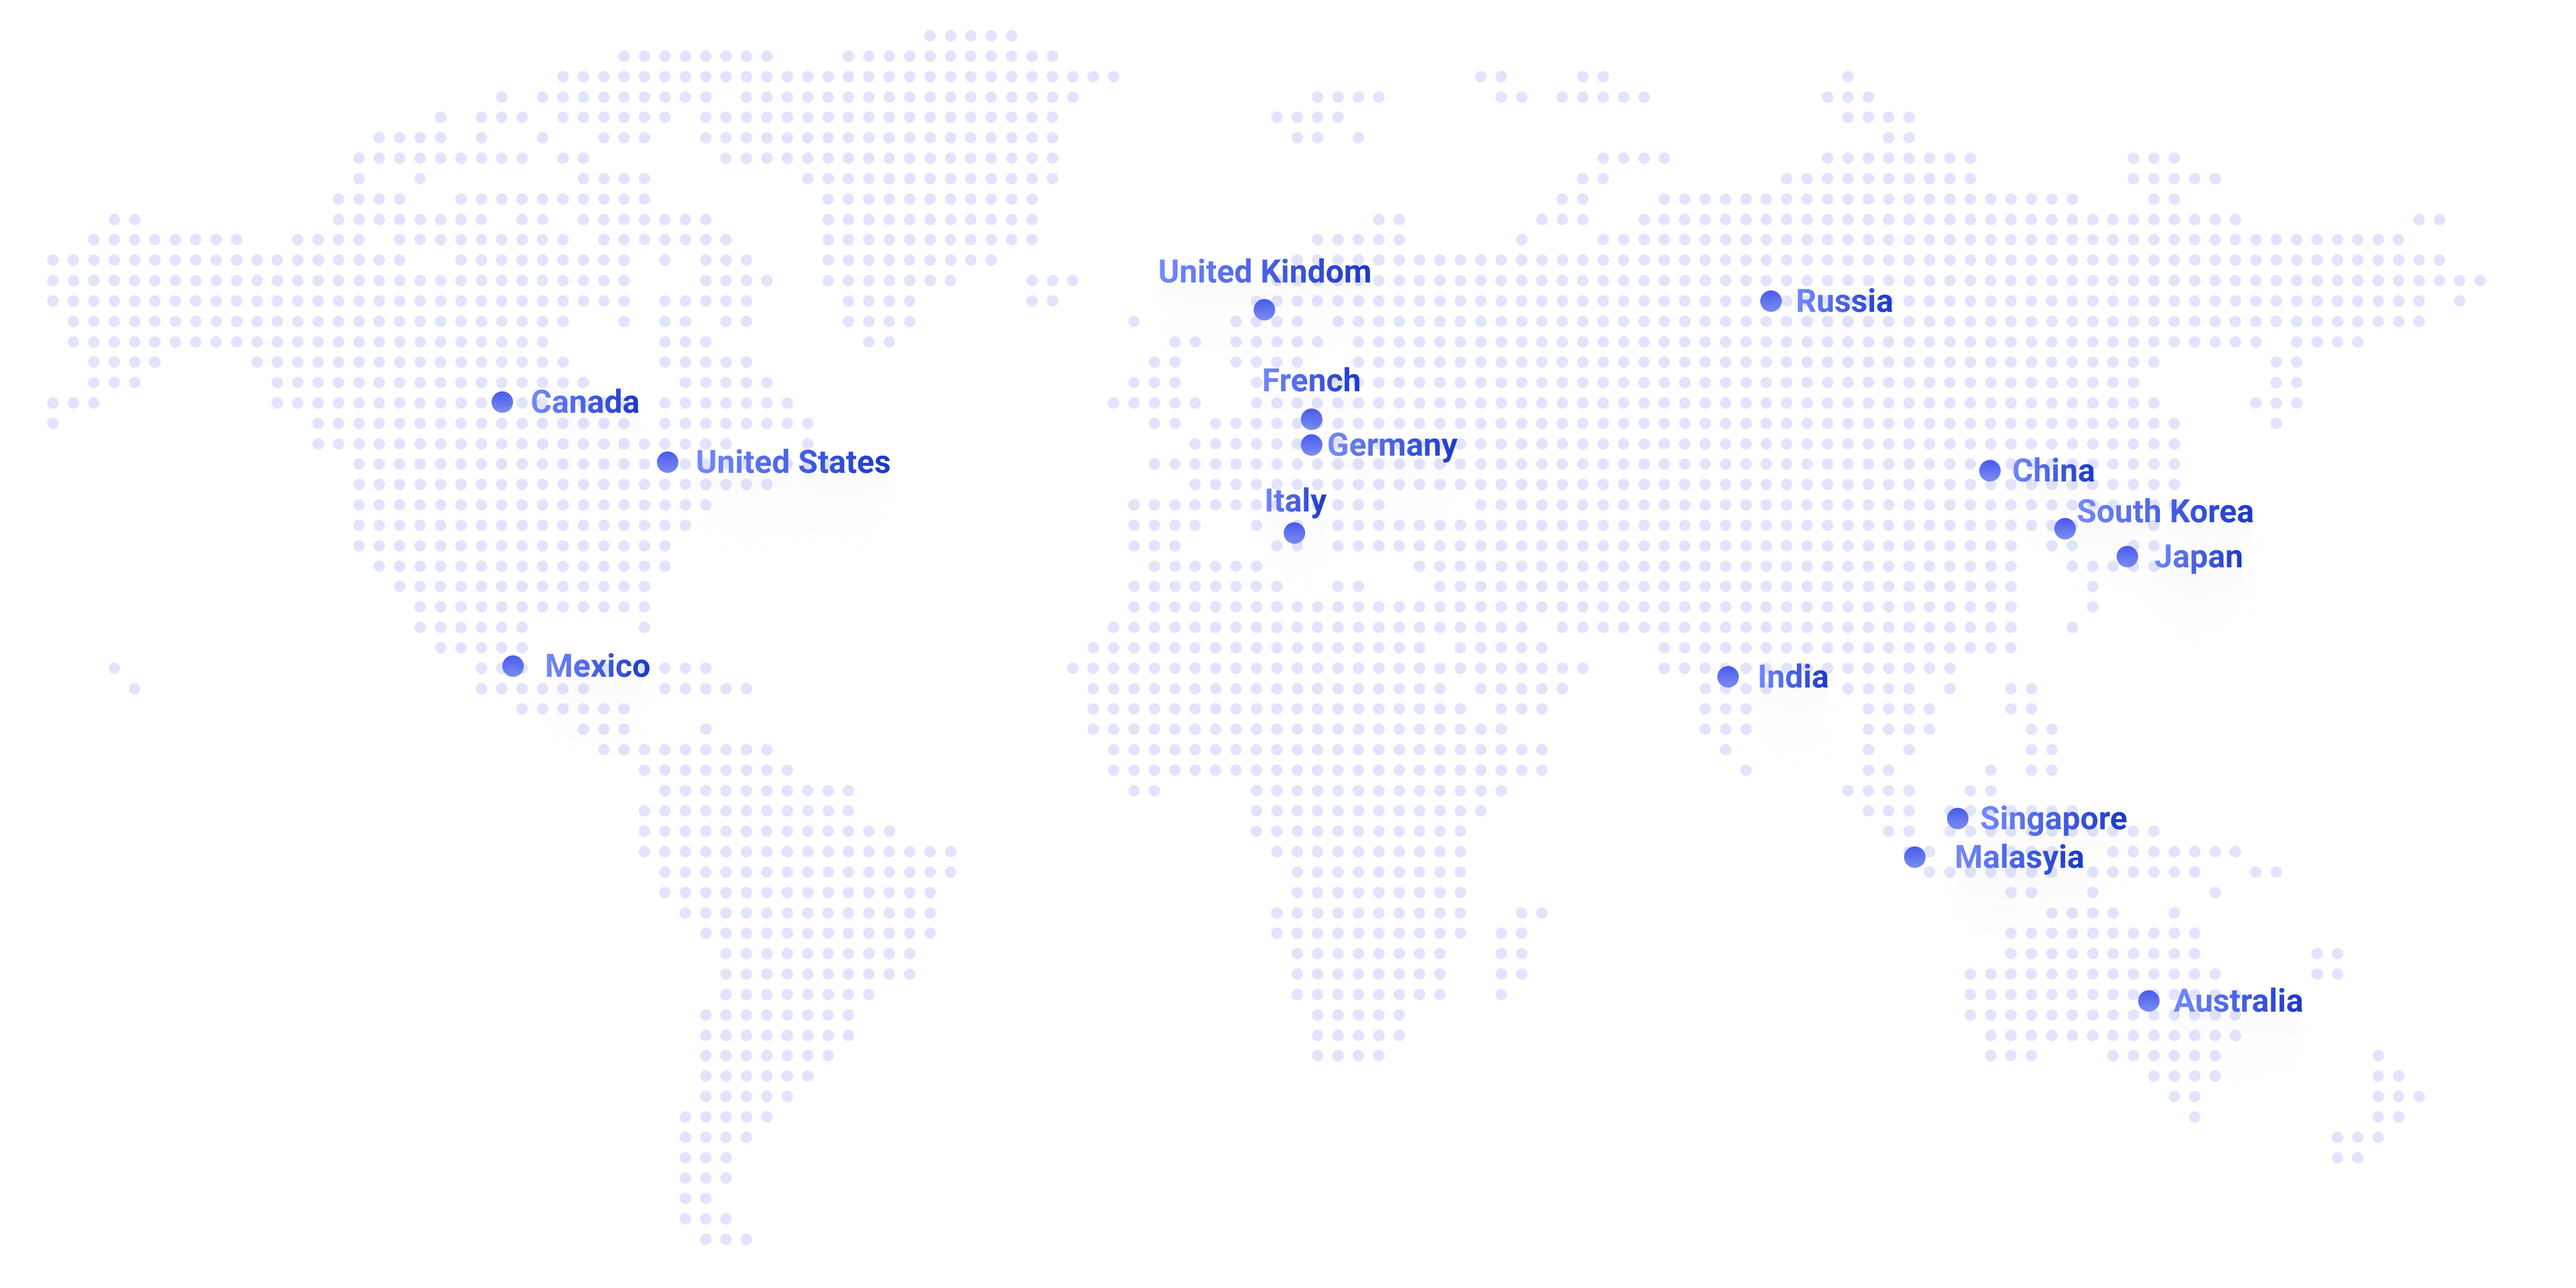 United Kindom
Russia
French
Canada
Germany
United States
China
Italy
South Korea
Japan
Mexico
India
Singapore
Malasyia
Australia